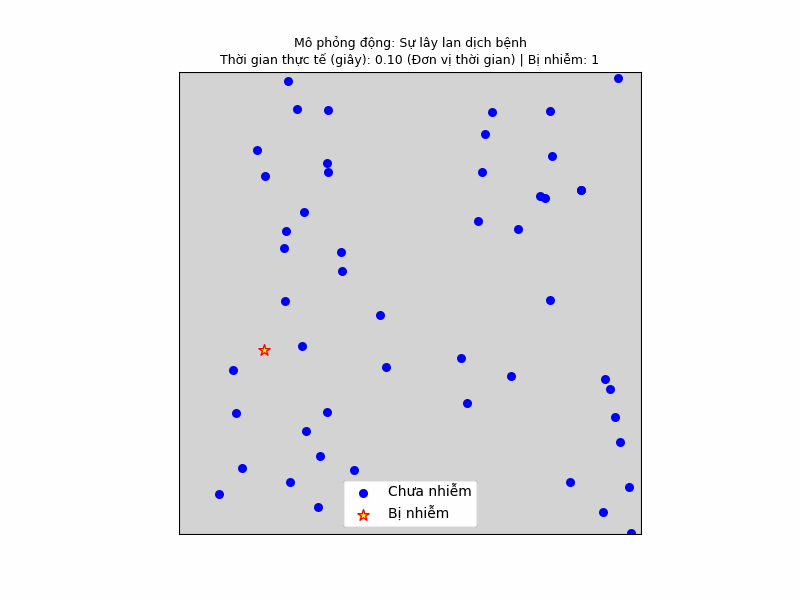 Mô phỏng động: Sự lây lan dịch bệnh
Thời gian thực tế (giây): 0.10 (Đơn vị thời gian) | Bị nhiễm: 1
Chưa nhiễm
Bị nhiễm